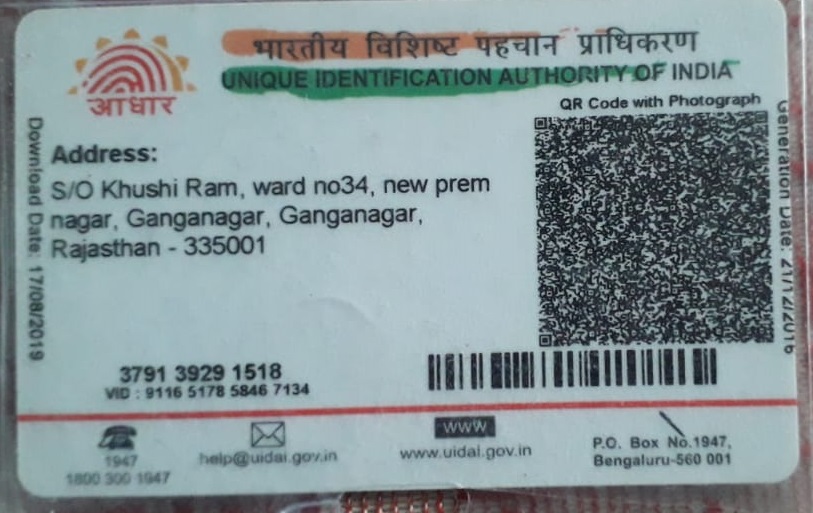 भारतीय विशिष्ट पहचान प्राधिकरण
UNIQUE IDENTIFICATION AUTHORITY OF INDIA
आधार
QR Code with Photograph
Address:
S/O Khushi Ram, ward no34, new prem
nagar, Ganganagar, Ganganagar,
Rajasthan - 335001
Download Date: 17/08/2019
Generation Date: 21/12/2016
3791 3929 1518
VID : 9116 5178 5846 7134
1947
1800 300 1947
help@uidai.gov.in
www
www.uidai.gov.in
P.O. Box No.1947,
Bengaluru-560 001